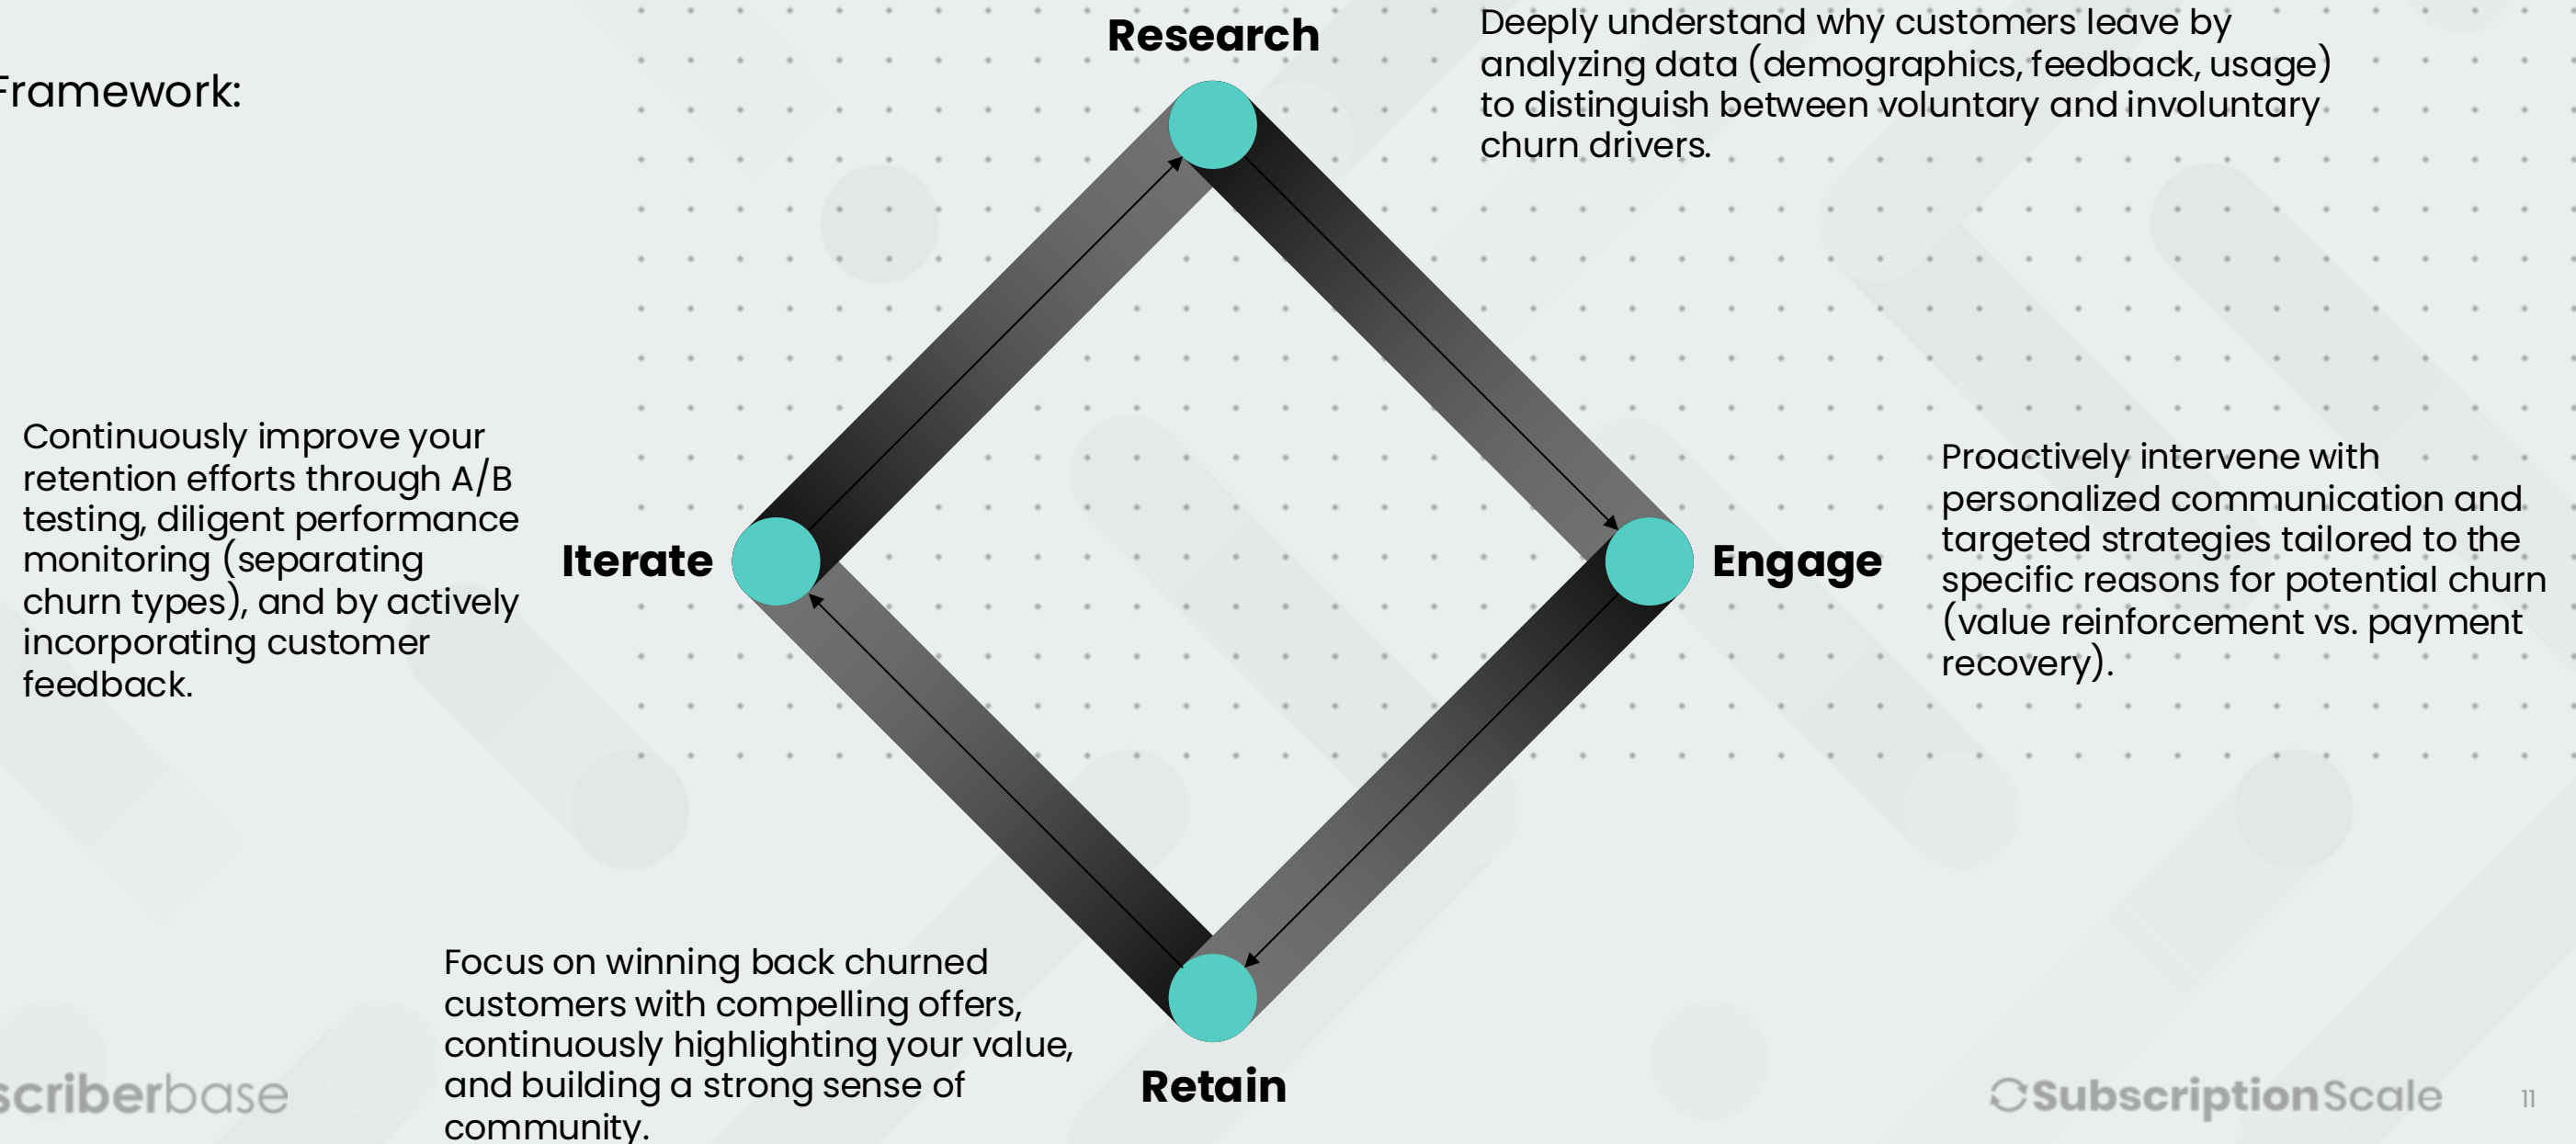 Framework:
Research
Deeply understand why customers leave by
analyzing data (demographics, feedback, usage)
to distinguish between voluntary and involuntary
churn drivers.
Continuously improve your
retention efforts through A/B
testing, diligent performance
monitoring (separating
churn types), and by actively
incorporating customer
feedback.
Iterate
Engage
Proactively intervene with
personalized communication and
targeted strategies tailored to the
specific reasons for potential churn
(value reinforcement vs. payment
recovery).
Focus on winning back churned
customers with compelling offers,
continuously highlighting your value,
and building a strong sense of
community.
Retain
scriberbase
SubscriptionScale
11